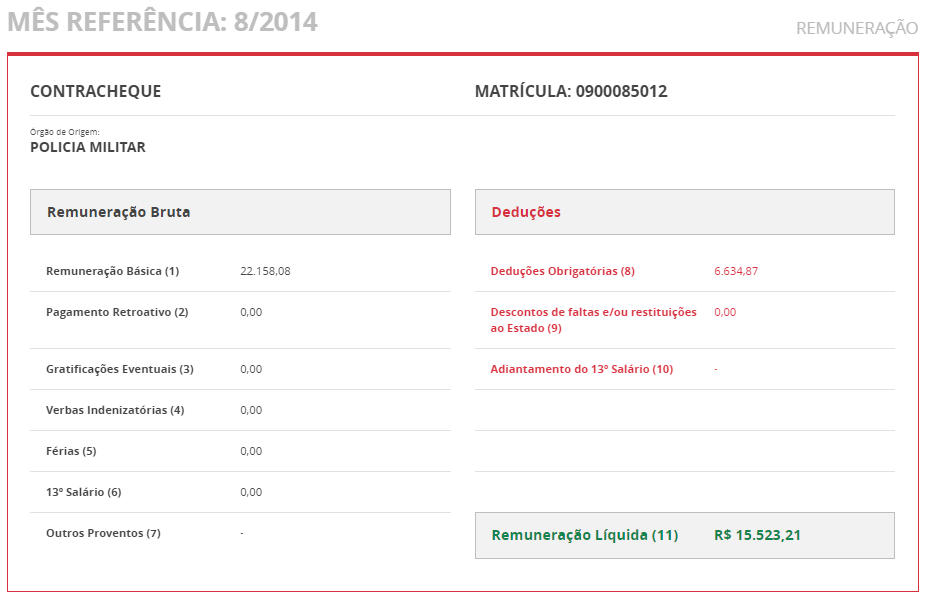 MÊS REFERÊNCIA: 8/2014
REMUNERAÇÃO
CONTRACHEQUE
MATRÍCULA: 0900085012
Orgão de Origem:
POLICIA MILITAR
Remuneração Bruta
Remuneração Básica (1) 22.158,08
Pagamento Retroativo (2) 0,00
Gratificações Eventuais (3) 0,00
Verbas Indenizatórias (4) 0,00
Férias (5) 0,00
13º Salário (6) 0,00
Outros Proventos (7) -
Deduções
Deduções Obrigatórias (8) 6.634,87
Descontos de faltas e/ou restituições 0,00
ao Estado (9)
Adiantamento do 13º Salário (10) -
Remuneração Líquida (11) R$ 15.523,21